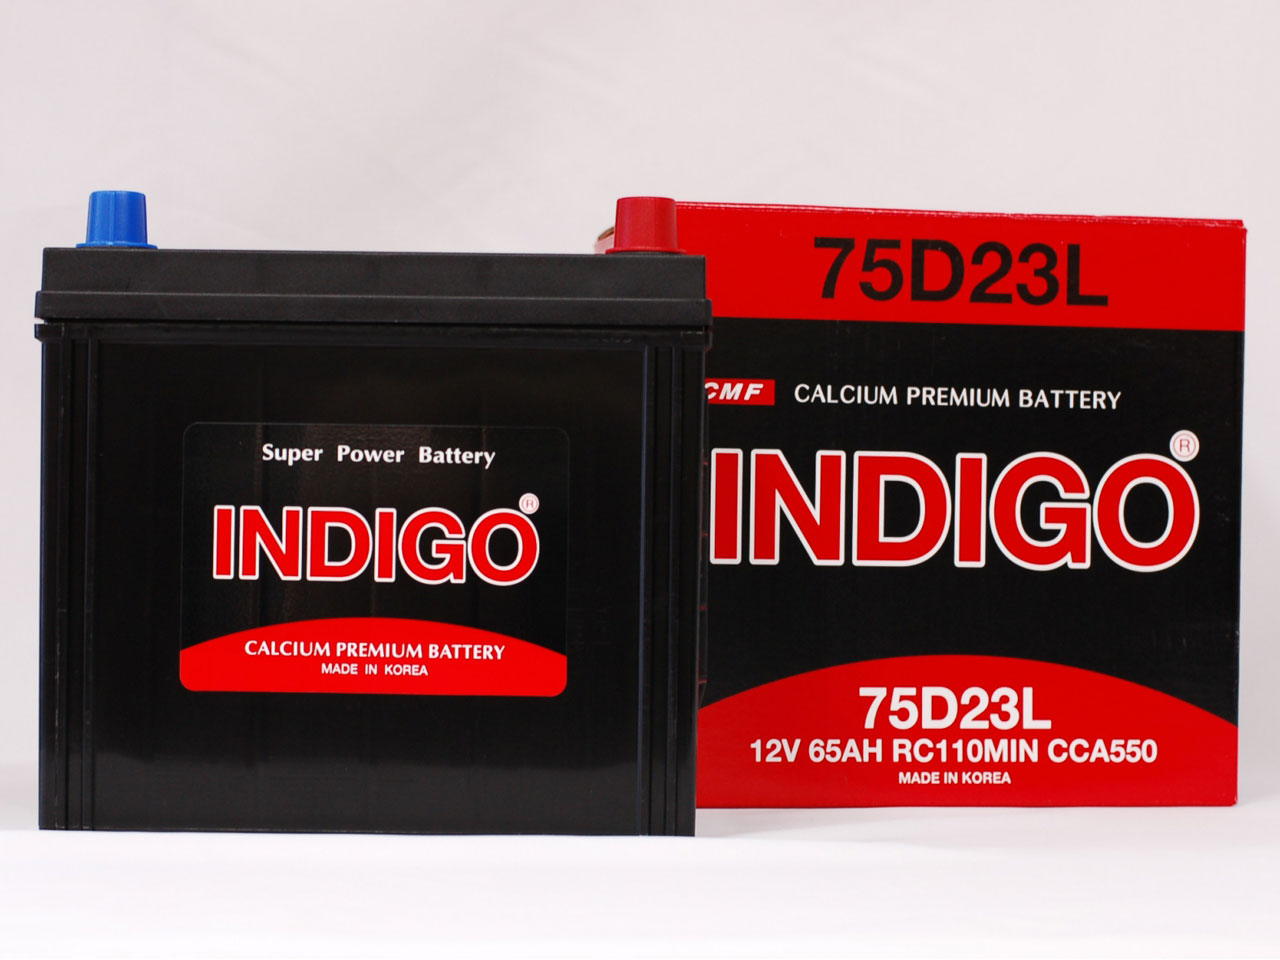 Super Power Battery
INDIGO®
CALCIUM PREMIUM BATTERY
MADE IN KOREA
75D23L
CMF CALCIUM PREMIUM BATTERY
INDIGO®
75D23L
12V 65AH RC110MIN CCA550
MADE IN KOREA